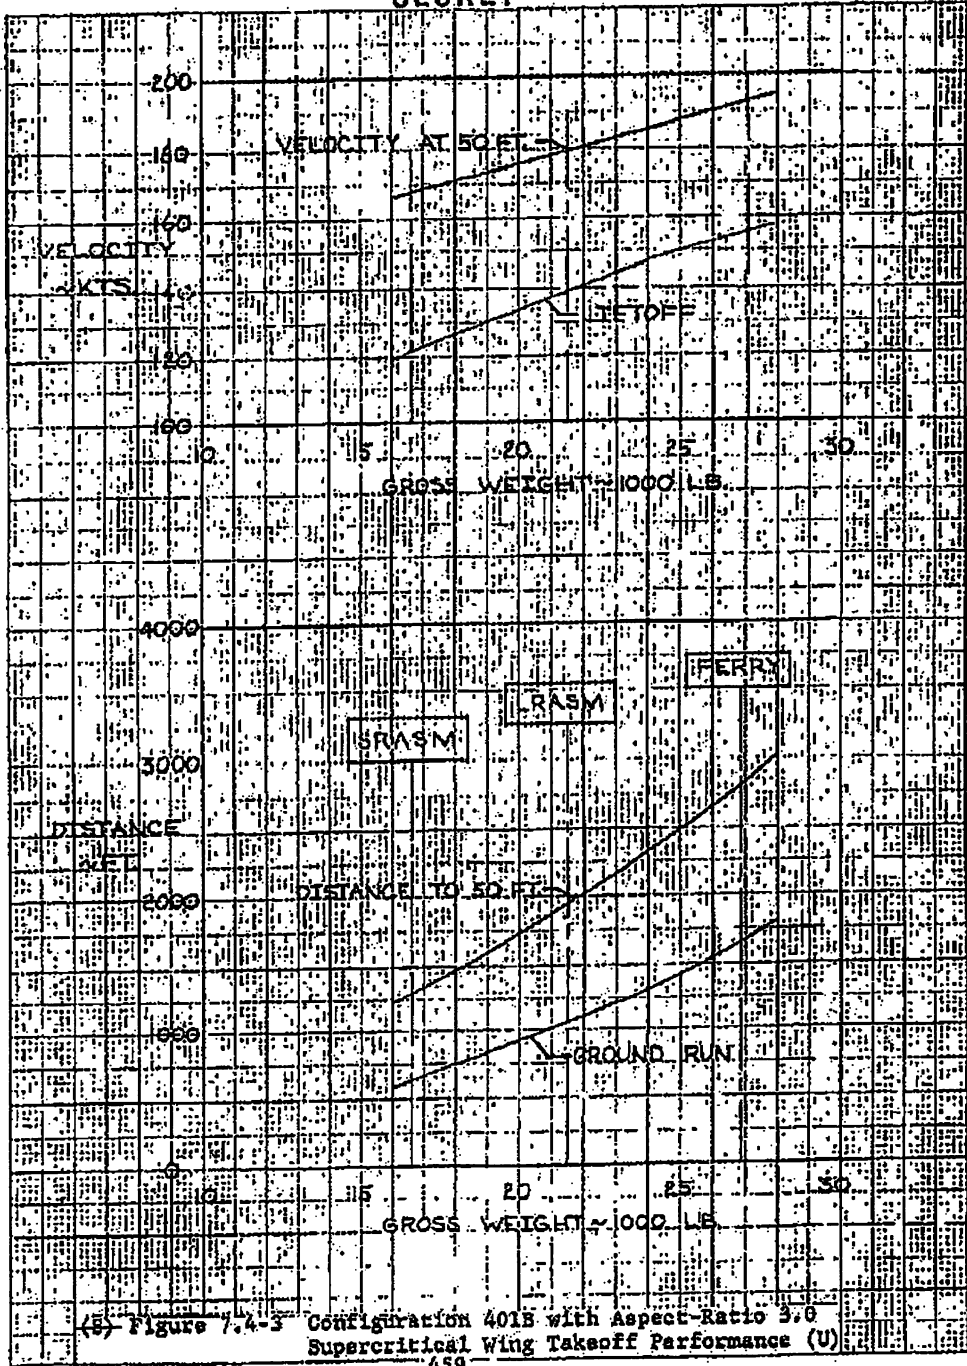 SECRET
200
VELOCITY AT 50 FT
180
160
VELOCITY
~KTS
140
LIFTOFF
120
100
10 15 20 25 30
GROSS WEIGHT ~ 1000 LB
4000
FERRY
LRASM
SRASM
3000
DISTANCE
~FT
DISTANCE TO 50 FT
2000
1000
GROUND RUN
0
10 15 20 25 30
GROSS WEIGHT ~ 1000 LB
(S) Figure 7.4-3 Configuration 401B with Aspect-Ratio 3.0
Supercritical Wing Takeoff Performance (U)
459